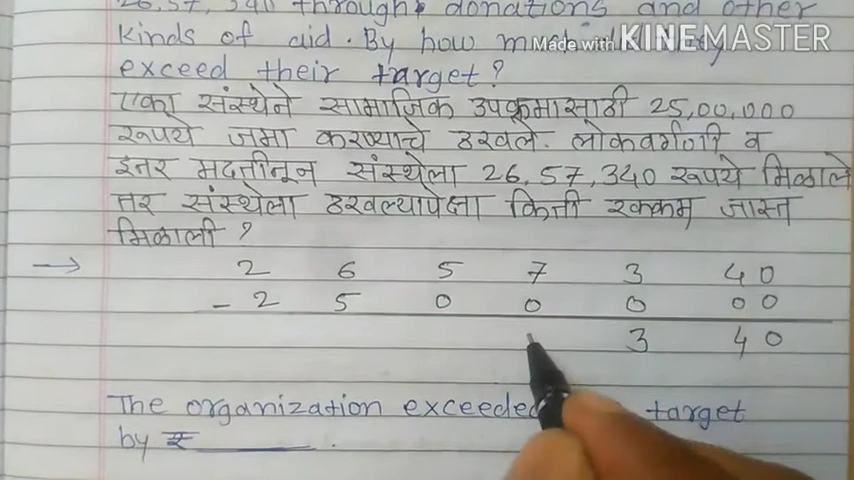 26,57,340 through donations and other
kinds of aid. By how
Made with KINEMASTER
exceed their target?
एका संस्थेने सामाजिक उपक्रमासाठी 25,00,000
रूपये जमा करण्याचे ठरवले. लोकवर्गणी व
इतर मदतीतून संस्थेला 26,57,340 रूपये मिळाले
तर संस्थेला ठरवल्यापेक्षा किती रक्कम जास्त
मिळाली ?
→ 2 6 5 7 3 4 0
- 2 5 0 0 0 0 0
3 4 0
The organization exceeded target
by ₹ ______ .